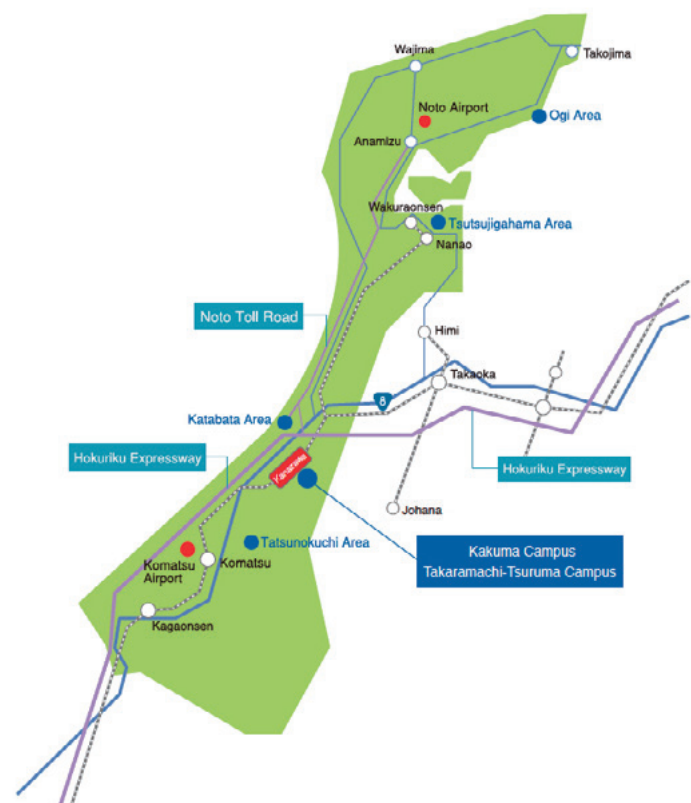 Wajima
Takojima
Noto Airport
Ogi Area
Anamizu
Wakuraonsen
Tsutsujigahama Area
Nanao
Noto Toll Road
Himi
Takaoka
8
Katabata Area
Hokuriku Expressway
Kanazawa
Hokuriku Expressway
Johana
Tatsunokuchi Area
Kakuma Campus
Takaramachi-Tsuruma Campus
Komatsu
Airport
Komatsu
Kagaonsen